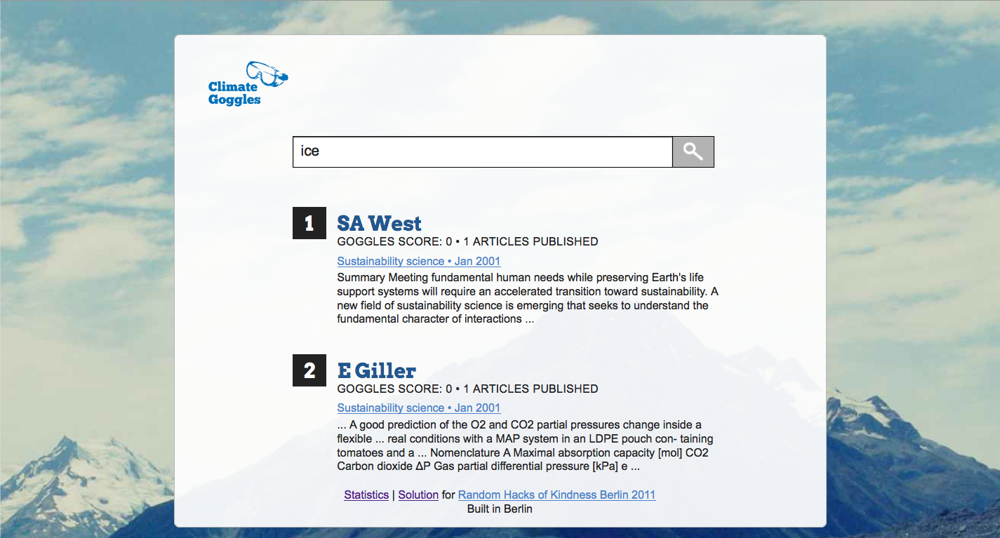 Climate
Goggles
ice
1
SA West
GOGGLES SCORE: 0 • 1 ARTICLES PUBLISHED
Sustainability science • Jan 2001
Summary Meeting fundamental human needs while preserving Earth's life
support systems will require an accelerated transition toward sustainability. A
new field of sustainability science is emerging that seeks to understand the
fundamental character of interactions ...
2
E Giller
GOGGLES SCORE: 0 • 1 ARTICLES PUBLISHED
Sustainability science • Jan 2001
... A good prediction of the O2 and CO2 partial pressures change inside a
flexible ... real conditions with a MAP system in an LDPE pouch con- taining
tomatoes and a ... Nomenclature A Maximal absorption capacity [mol] CO2
Carbon dioxide ΔP Gas partial differential pressure [kPa] e ...
Statistics | Solution for Random Hacks of Kindness Berlin 2011
Built in Berlin